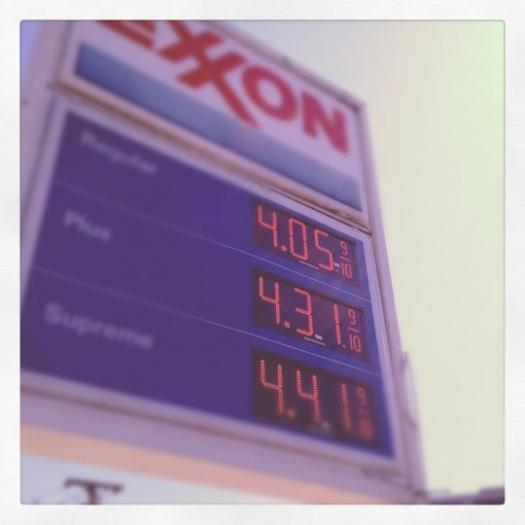 EXXON
Regular 4.05 9/10
Plus 4.31 9/10
Supreme 4.41 9/10